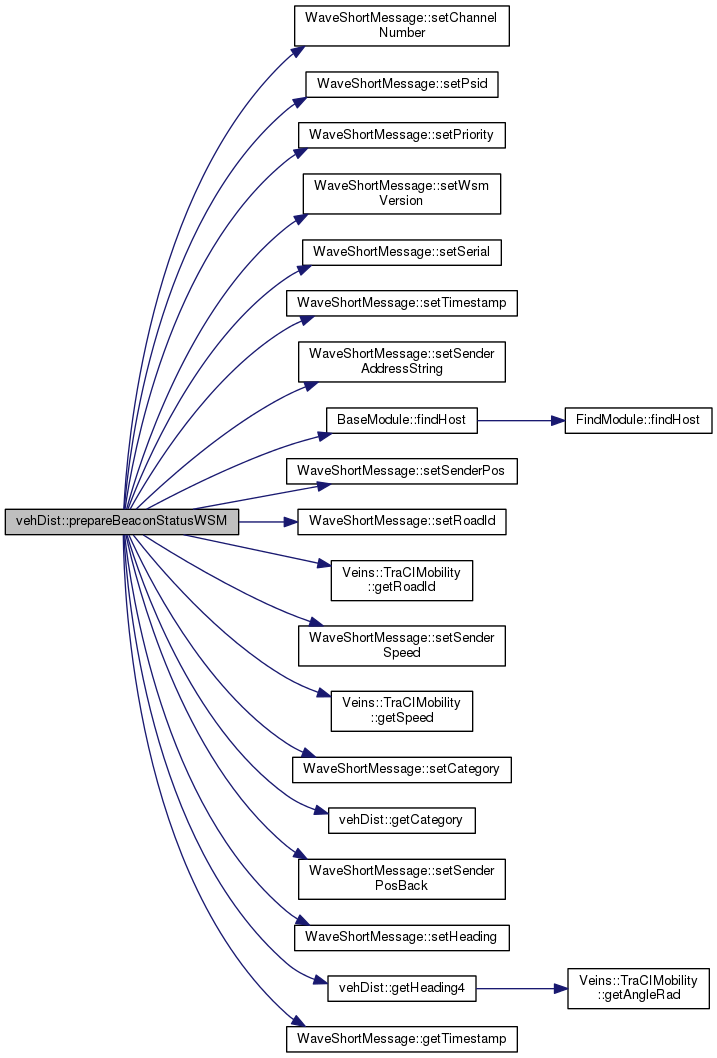 WaveShortMessage::setChannel
Number
WaveShortMessage::setPsid
WaveShortMessage::setPriority
WaveShortMessage::setWsm
Version
WaveShortMessage::setSerial
WaveShortMessage::setTimestamp
WaveShortMessage::setSender
AddressString
BaseModule::findHost
FindModule::findHost
WaveShortMessage::setSenderPos
vehDist::prepareBeaconStatusWSM
WaveShortMessage::setRoadId
Veins::TraCIMobility
::getRoadId
WaveShortMessage::setSender
Speed
Veins::TraCIMobility
::getSpeed
WaveShortMessage::setCategory
vehDist::getCategory
WaveShortMessage::setSender
PosBack
WaveShortMessage::setHeading
vehDist::getHeading4
Veins::TraCIMobility
::getAngleRad
WaveShortMessage::getTimestamp